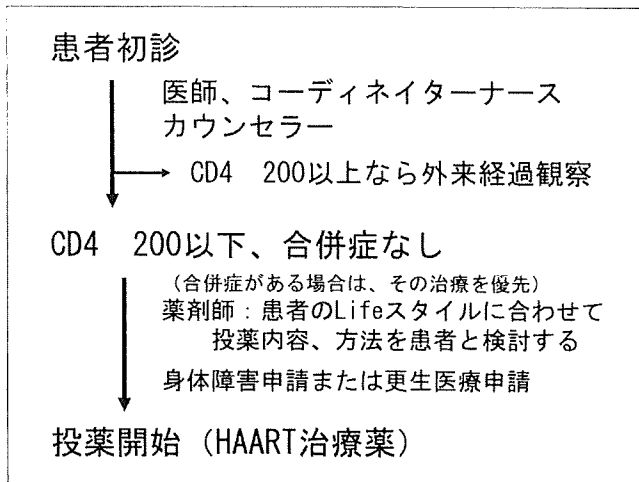 患者初診
医師、コーディネイターナース
カウンセラー
CD4 200以上なら外来経過観察
CD4 200以下、合併症なし
(合併症がある場合は、その治療を優先)
薬剤師:患者のLifeスタイルに合わせて
投薬内容、方法を患者と検討する
身体障害申請または更生医療申請
投薬開始(HAART治療薬)